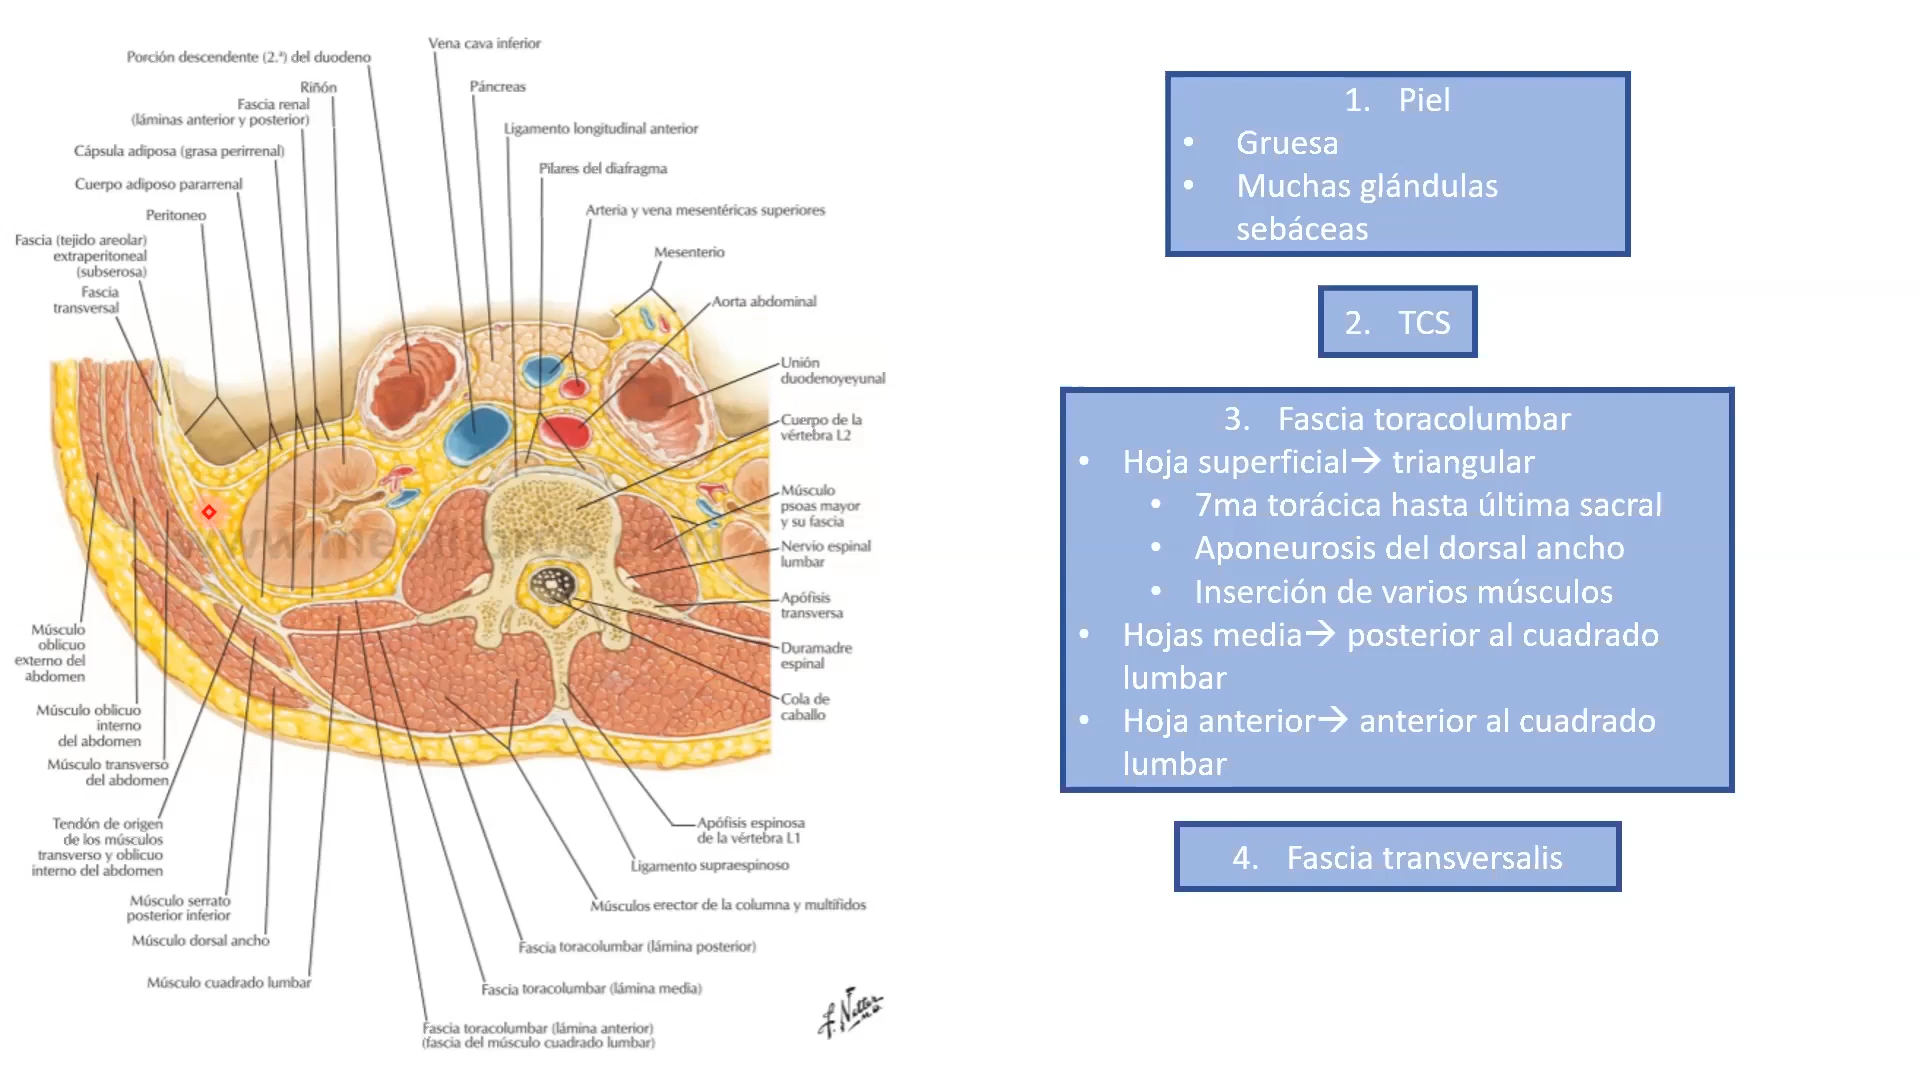 Vena cava inferior
Porción descendente (2.ª) del duodeno
Páncreas
Riñón
Fascia renal
(láminas anterior y posterior)
Ligamento longitudinal anterior
Cápsula adiposa (grasa perirrenal)
Pilares del diafragma
Cuerpo adiposo pararrenal
Arteria y vena mesentéricas superiores
Peritoneo
Mesenterio
Fascia (tejido areolar)
extraperitoneal
(subserosa)
Fascia
transversal
Aorta abdominal
Unión
duodenoyeyunal
Cuerpo de la
vértebra L2
Músculo
psoas mayor
y su fascia
Nervio espinal
lumbar
Apófisis
transversa
Duramadre
espinal
Cola de
caballo
Músculo
oblicuo
externo del
abdomen
Músculo oblicuo
interno
del abdomen
Músculo transverso
del abdomen
Tendón de origen
de los músculos
transverso y oblicuo
interno del abdomen
Músculo serrato
posterior inferior
Músculo dorsal ancho
Músculo cuadrado lumbar
Apófisis espinosa
de la vértebra L1
Ligamento supraespinoso
Músculos erector de la columna y multífidos
Fascia toracolumbar (lámina posterior)
Fascia toracolumbar (lámina media)
Fascia toracolumbar (lámina anterior)
(fascia del músculo cuadrado lumbar)
F. Netter M.D.
1. Piel
• Gruesa
• Muchas glándulas
sebáceas
2. TCS
3. Fascia toracolumbar
• Hoja superficial→ triangular
• 7ma torácica hasta última sacral
• Aponeurosis del dorsal ancho
• Inserción de varios músculos
• Hojas media→ posterior al cuadrado
lumbar
• Hoja anterior→ anterior al cuadrado
lumbar
4. Fascia transversalis